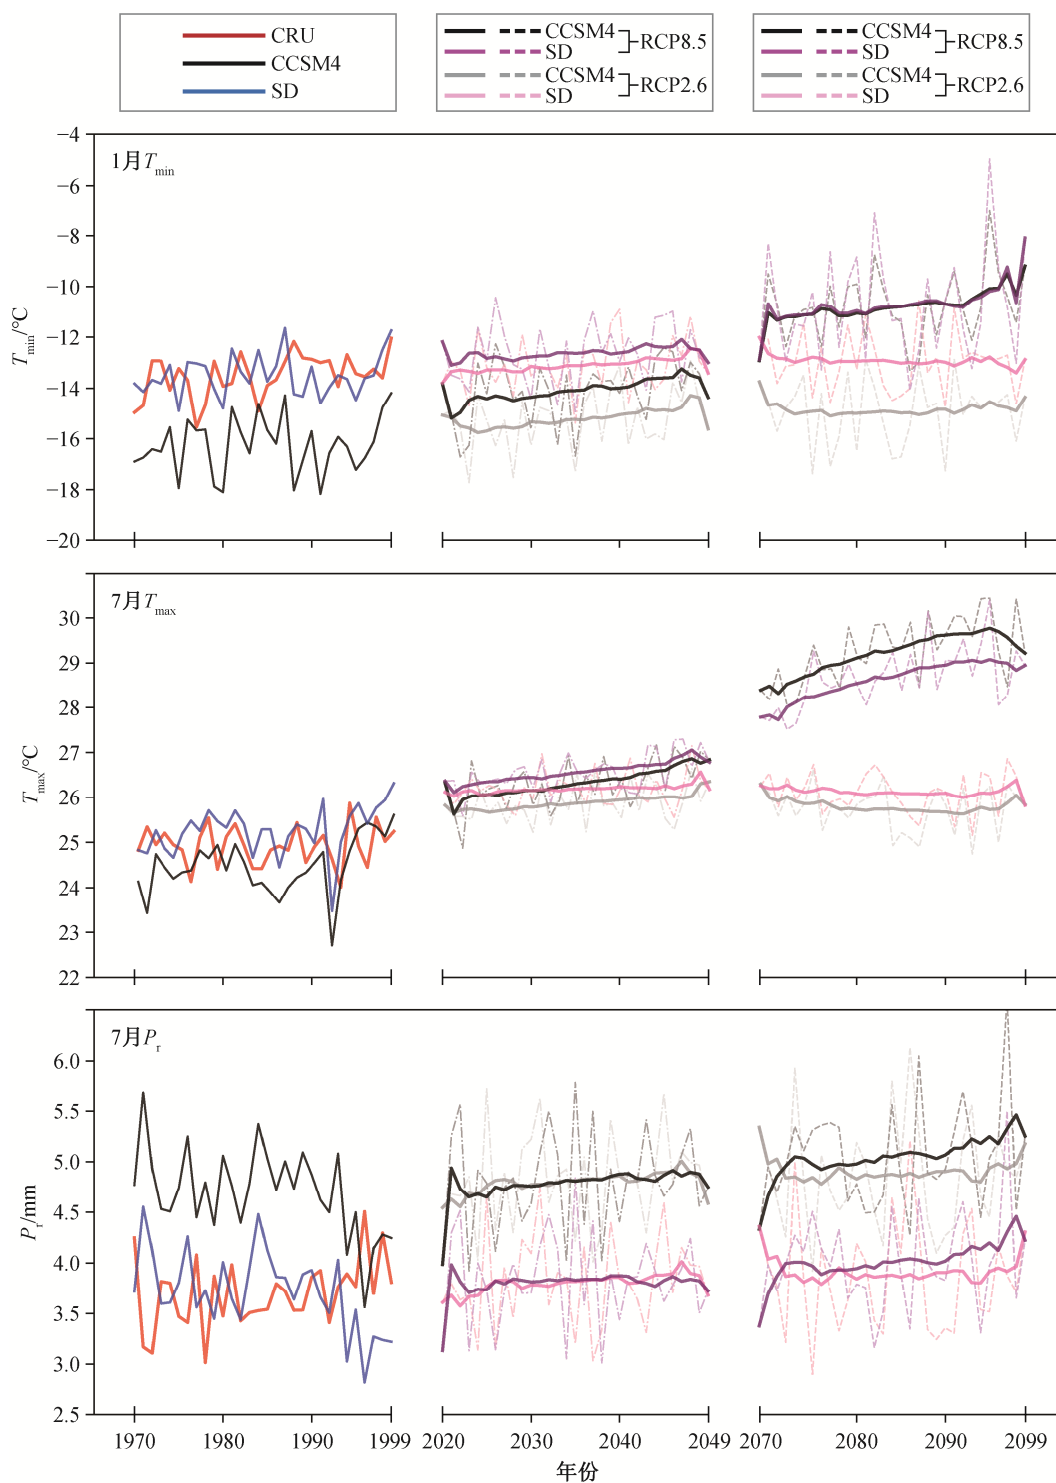 CRU
CCSM4
SD
CCSM4
SD
RCP8.5
CCSM4
SD
RCP2.6
CCSM4
SD
RCP8.5
CCSM4
SD
RCP2.6
1月Tmin
Tmin/°C
−4
−6
−8
−10
−12
−14
−16
−18
−20
7月Tmax
Tmax/°C
30
29
28
27
26
25
24
23
22
7月Pr
Pr/mm
6.0
5.5
5.0
4.5
4.0
3.5
3.0
2.5
1970 1980 1990 1999 2020 2030 2040 2049 2070 2080 2090 2099
年份